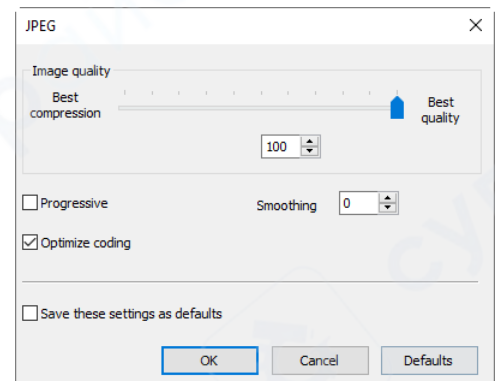 JPEG
Image quality
Best compression
Best quality
100
Progressive
Smoothing
0
Optimize coding
Save these settings as defaults
OK
Cancel
Defaults